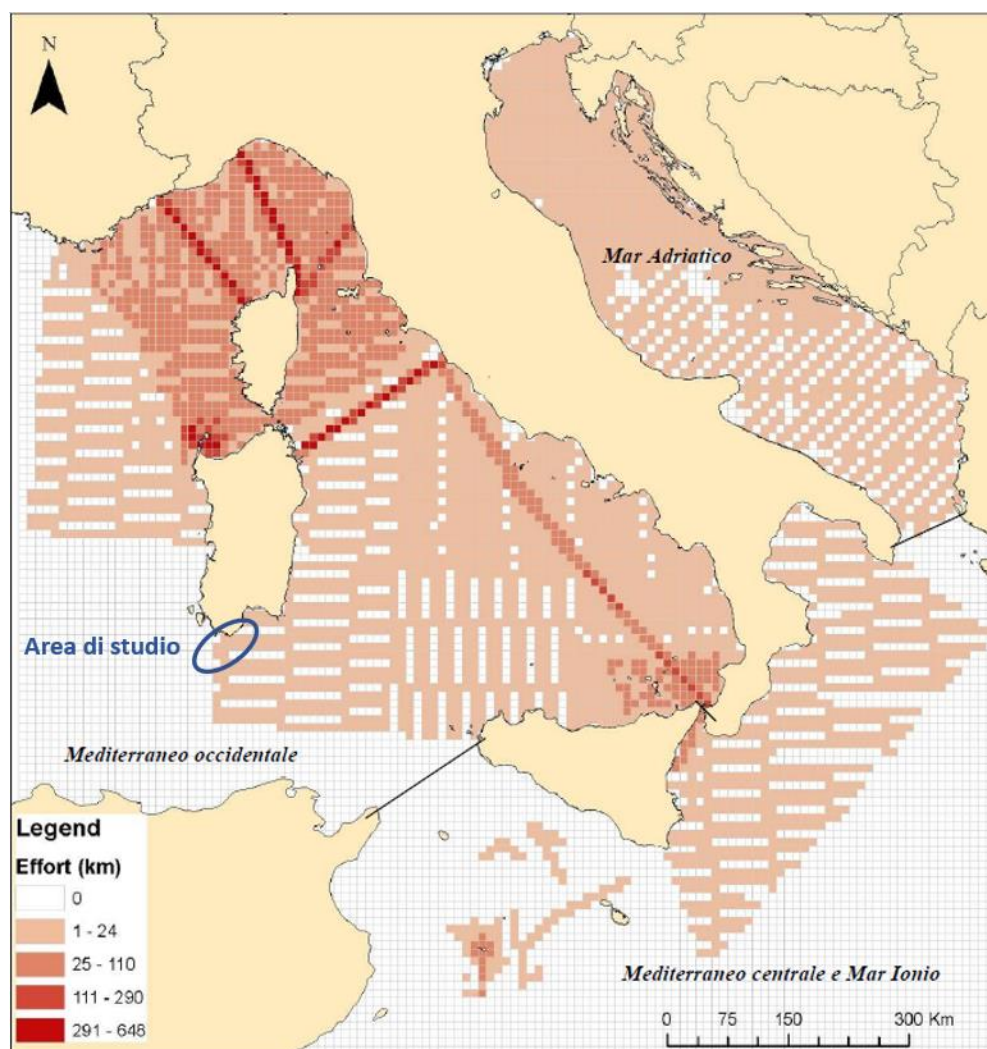 N
Mar Adriatico
Area di studio
Mediterraneo occidentale
Legend
Effort (km)
0
1 - 24
25 - 110
111 - 290
291 - 648
Mediterraneo centrale e Mar Ionio
0 75 150 300 Km